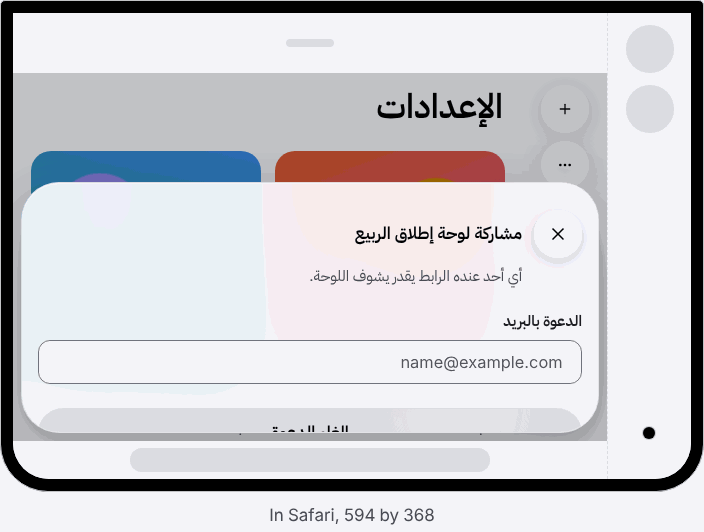 الإعدادات
مشاركة لوحة إطلاق الربيع
أي أحد عنده الرابط يقدر يشوف اللوحة.
الدعوة بالبريد
name@example.com
In Safari, 594 by 368